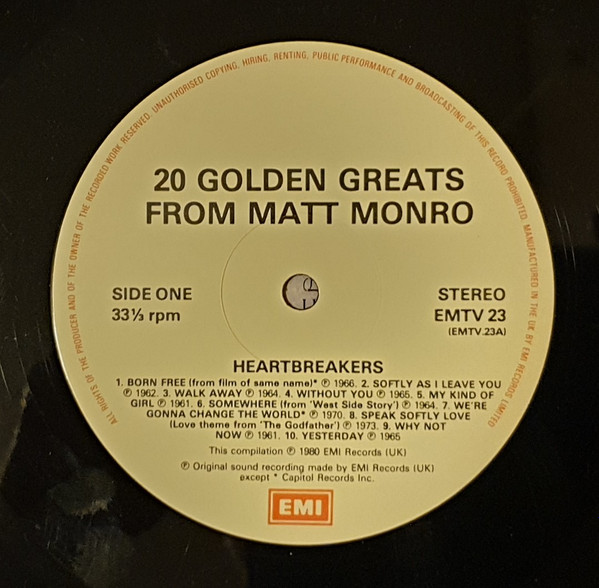 ALL RIGHTS OF THE PRODUCER AND OF THE OWNER OF THE RECORDED WORK RESERVED. UNAUTHORISED COPYING, HIRING, RENTING, PUBLIC PERFORMANCE AND BROADCASTING OF THIS RECORD PROHIBITED. MANUFACTURED IN THE UK BY EMI RECORDS LIMITED
20 GOLDEN GREATS
FROM MATT MONRO
SIDE ONE
33⅓ rpm
STEREO
EMTV 23
(EMTV.23A)
HEARTBREAKERS
1. BORN FREE (from film of same name)* ℗ 1966. 2. SOFTLY AS I LEAVE YOU
℗ 1962. 3. WALK AWAY ℗ 1964. 4. WITHOUT YOU ℗ 1965. 5. MY KIND OF
GIRL ℗ 1961. 6. SOMEWHERE (from 'West Side Story') ℗ 1964. 7. WE'RE
GONNA CHANGE THE WORLD* ℗ 1970. 8. SPEAK SOFTLY LOVE
(Love theme from 'The Godfather') ℗ 1973. 9. WHY NOT
NOW ℗ 1961. 10. YESTERDAY ℗ 1965
This compilation ℗ 1980 EMI Records (UK)
℗ Original sound recording made by EMI Records (UK)
except * Capitol Records Inc.
EMI